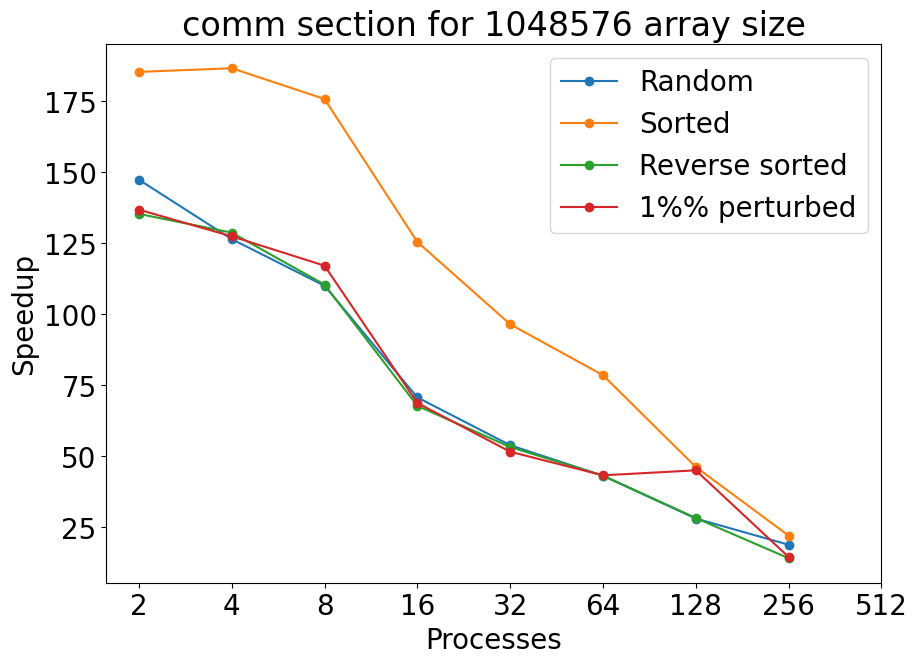 comm section for 1048576 array size
Random
Sorted
Reverse sorted
1%% perturbed
Speedup
175
150
125
100
75
50
25
2 4 8 16 32 64 128 256 512
Processes